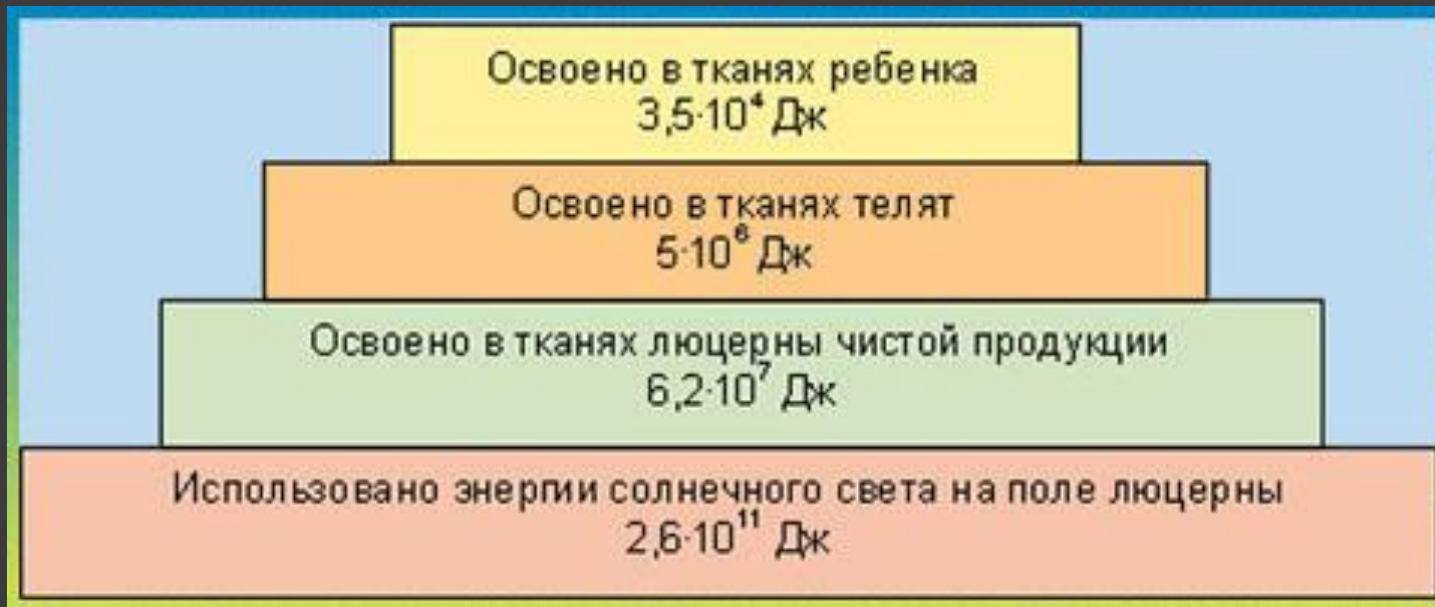 Освоено в тканях ребенка
3,5·10⁴ Дж
Освоено в тканях телят
5·10⁶ Дж
Освоено в тканях люцерны чистой продукции
6,2·10⁷ Дж
Использовано энергии солнечного света на поле люцерны
2,6·10¹¹ Дж